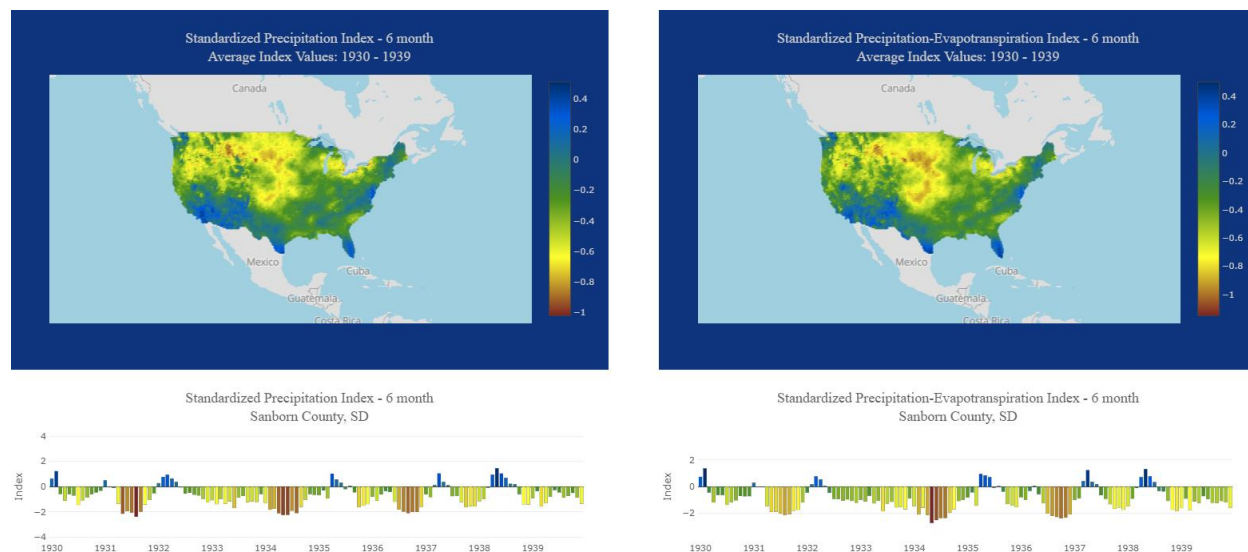 Standardized Precipitation Index - 6 month
Average Index Values: 1930 - 1939
Canada
Mexico
Cuba
Guatemala
Costa Rica
0.4
0.2
0
−0.2
−0.4
−0.6
−0.8
−1
Standardized Precipitation-Evapotranspiration Index - 6 month
Average Index Values: 1930 - 1939
Canada
Mexico
Cuba
Guatemala
Costa Rica
0.4
0.2
0
−0.2
−0.4
−0.6
−0.8
−1
Standardized Precipitation Index - 6 month
Sanborn County, SD
Index
4
2
0
−2
−4
1930 1931 1932 1933 1934 1935 1936 1937 1938 1939
Standardized Precipitation-Evapotranspiration Index - 6 month
Sanborn County, SD
Index
2
0
−2
1930 1931 1932 1933 1934 1935 1936 1937 1938 1939